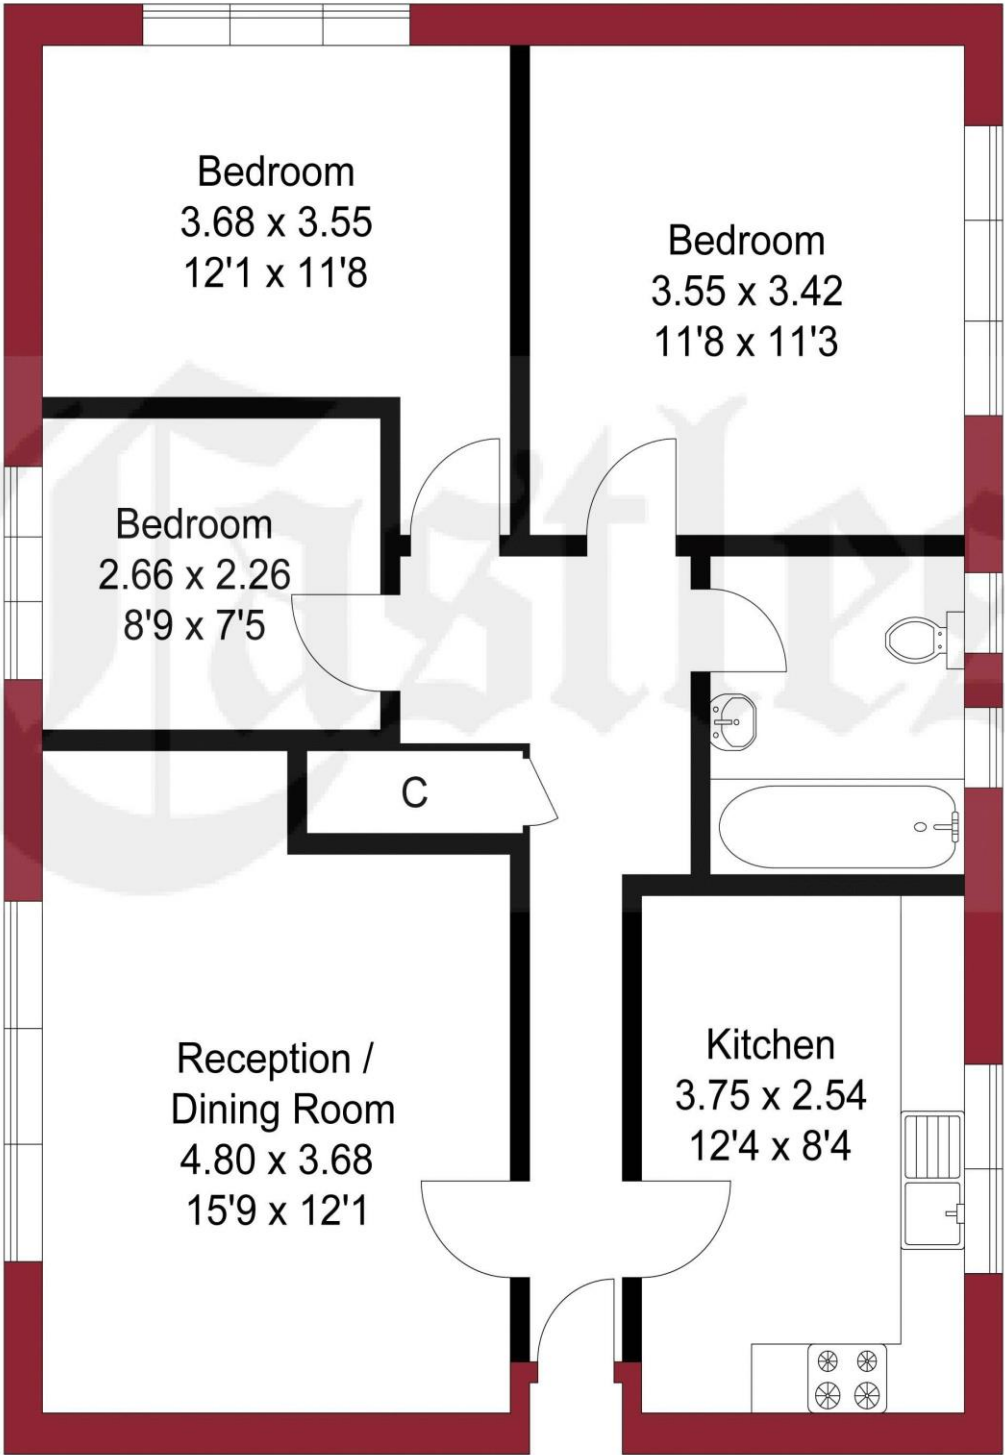 Bedroom
3.68 x 3.55
12'1 x 11'8
Bedroom
3.55 x 3.42
11'8 x 11'3
Bedroom
2.66 x 2.26
8'9 x 7'5
C
Reception /
Dining Room
4.80 x 3.68
15'9 x 12'1
Kitchen
3.75 x 2.54
12'4 x 8'4
Castles